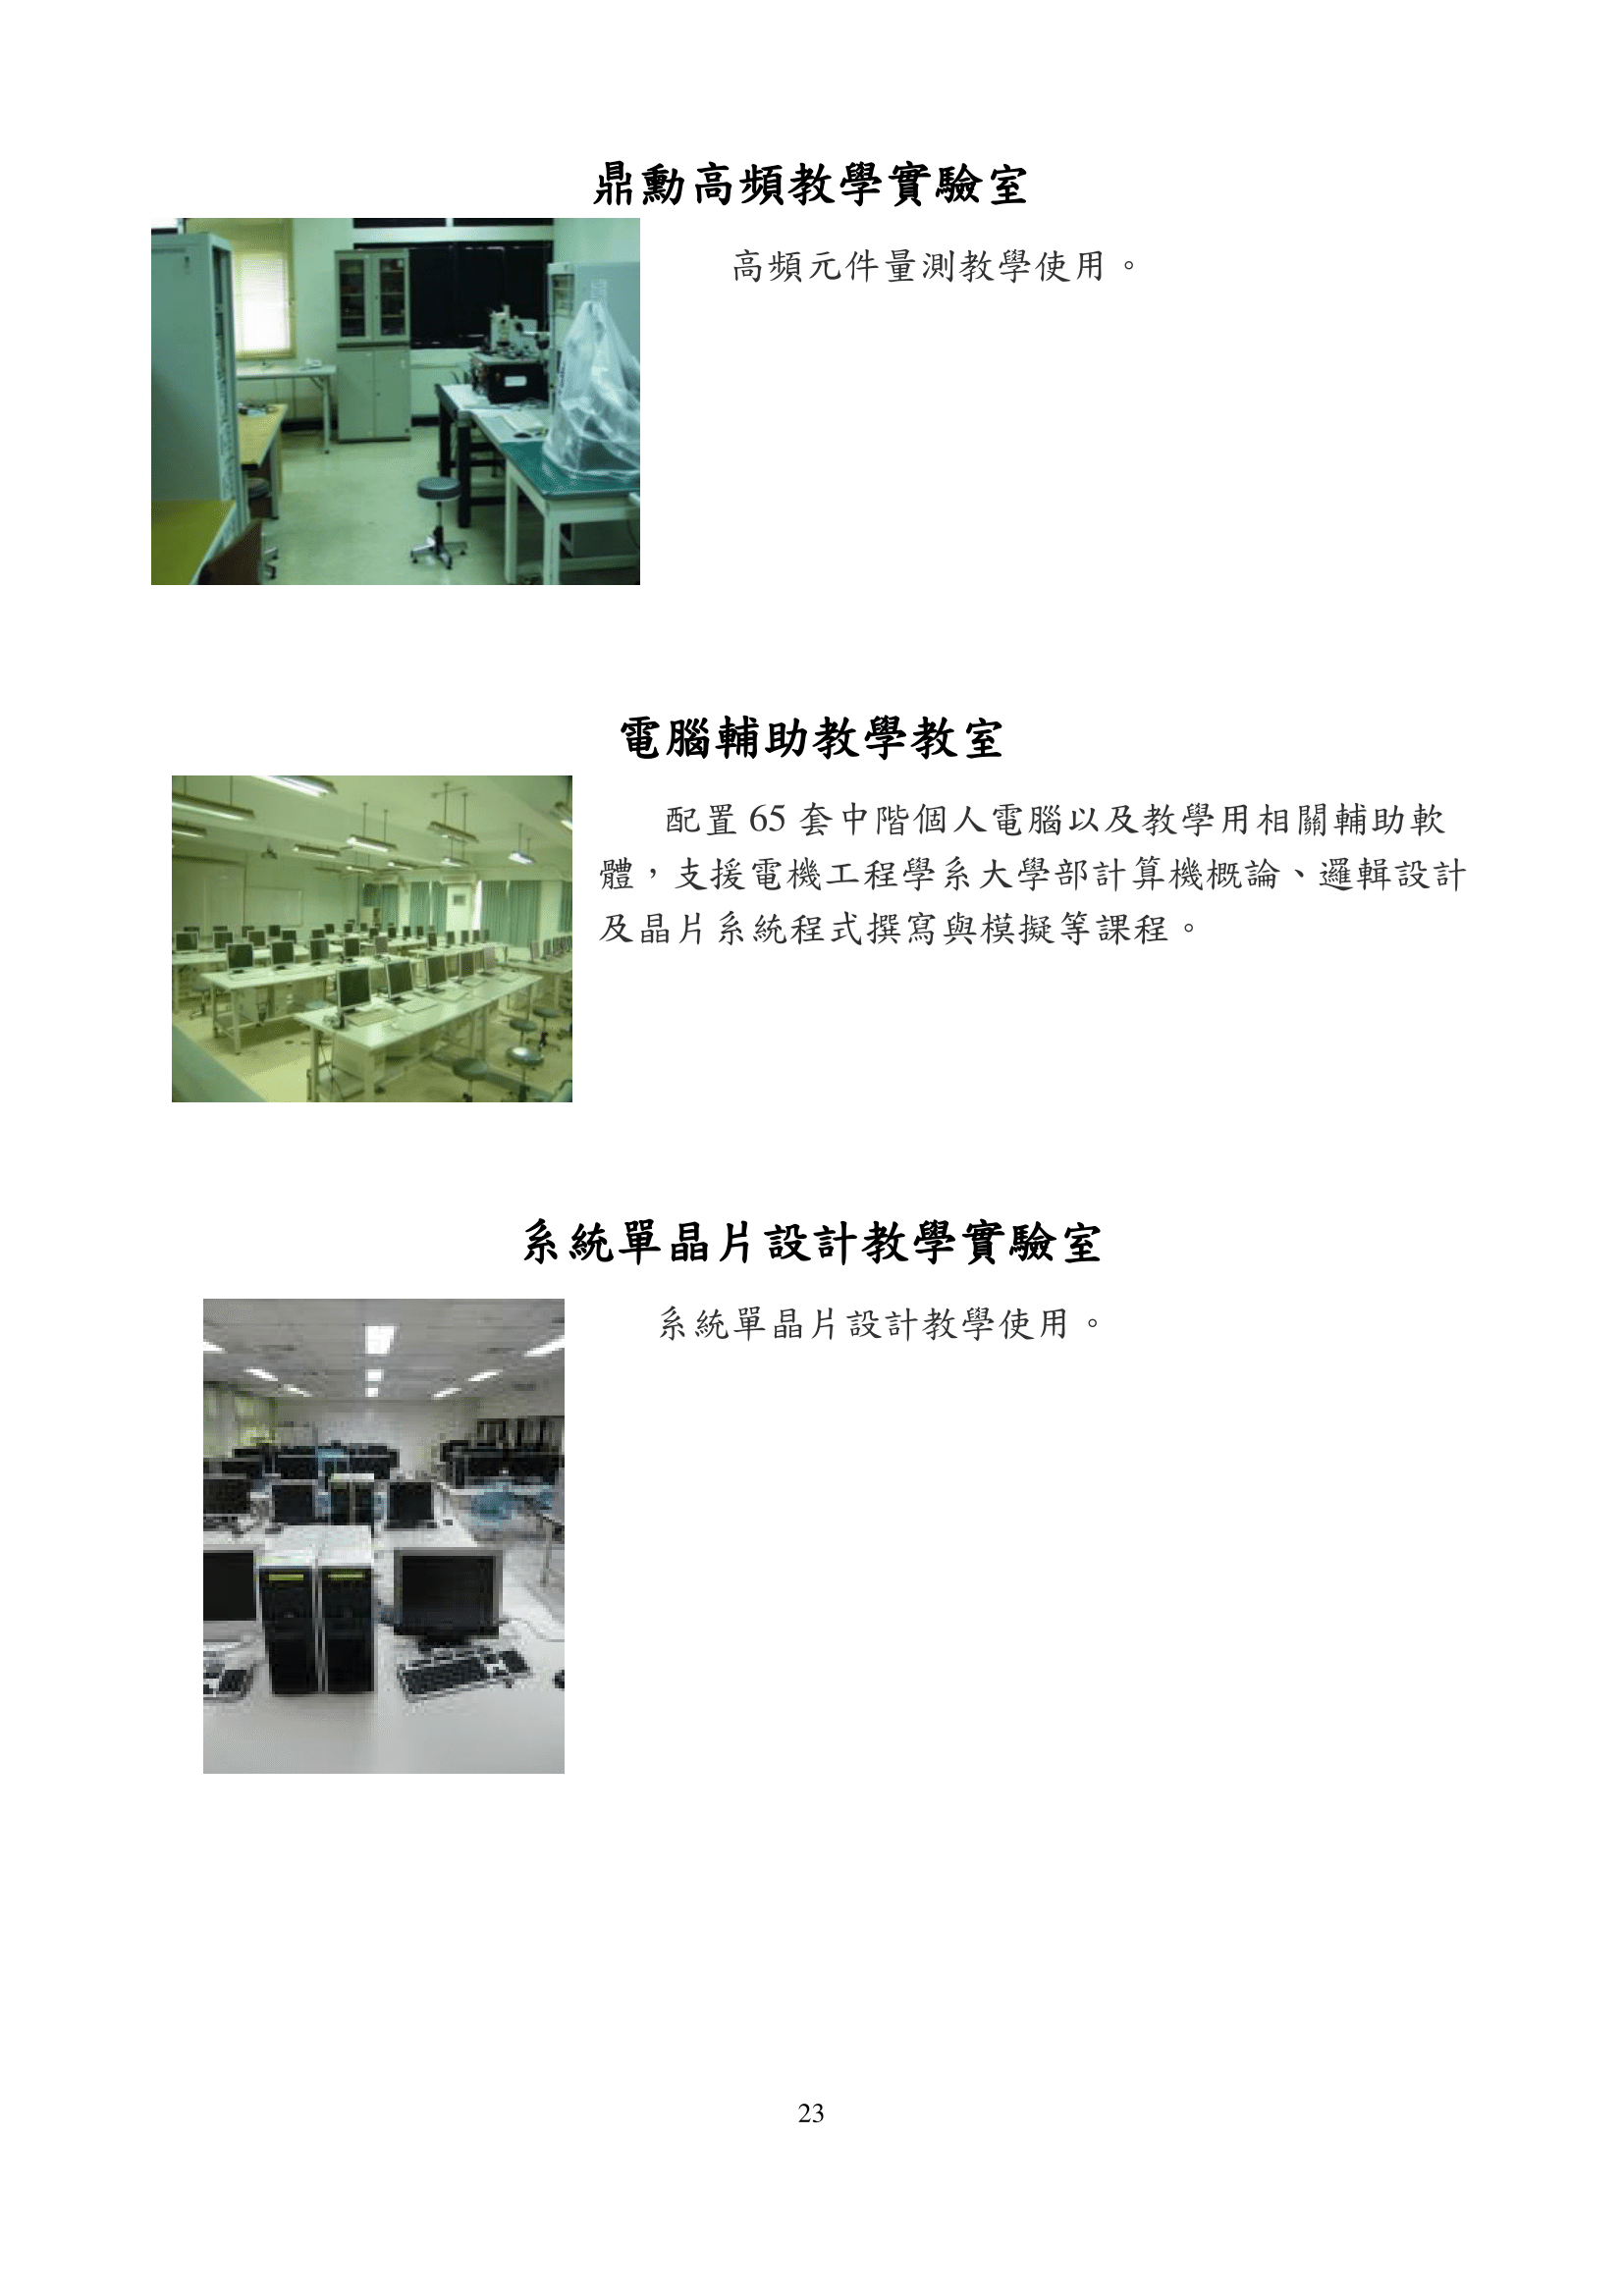 鼎勳高頻教學實驗室
高頻元件量測教學使用。
電腦輔助教學教室
配置 65 套中階個人電腦以及教學用相關輔助軟
體，支援電機工程學系大學部計算機概論、邏輯設計
及晶片系統程式撰寫與模擬等課程。
系統單晶片設計教學實驗室
系統單晶片設計教學使用。
23